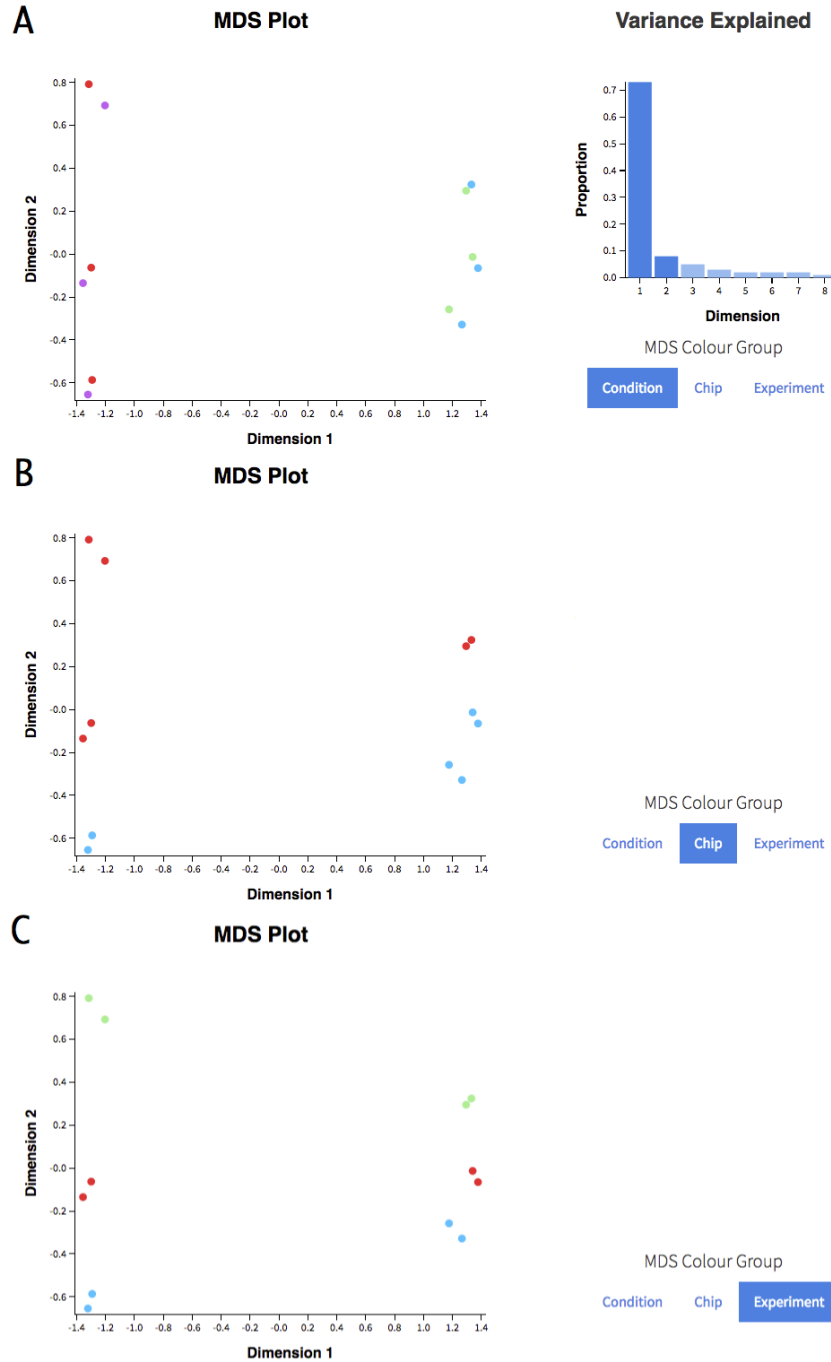 A
MDS Plot
Variance Explained
0.8
0.6
0.4
0.2
-0.0
-0.2
-0.4
-0.6
Dimension 2
-1.4 -1.2 -1.0 -0.8 -0.6 -0.4 -0.2 -0.0 0.2 0.4 0.6 0.8 1.0 1.2 1.4
Dimension 1
0.7
0.6
0.5
0.4
0.3
0.2
0.1
0.0
Proportion
1 2 3 4 5 6 7 8
Dimension
MDS Colour Group
Condition Chip Experiment
B
MDS Plot
0.8
0.6
0.4
0.2
-0.0
-0.2
-0.4
-0.6
Dimension 2
-1.4 -1.2 -1.0 -0.8 -0.6 -0.4 -0.2 -0.0 0.2 0.4 0.6 0.8 1.0 1.2 1.4
Dimension 1
MDS Colour Group
Condition Chip Experiment
C
MDS Plot
0.8
0.6
0.4
0.2
-0.0
-0.2
-0.4
-0.6
Dimension 2
-1.4 -1.2 -1.0 -0.8 -0.6 -0.4 -0.2 -0.0 0.2 0.4 0.6 0.8 1.0 1.2 1.4
Dimension 1
MDS Colour Group
Condition Chip Experiment